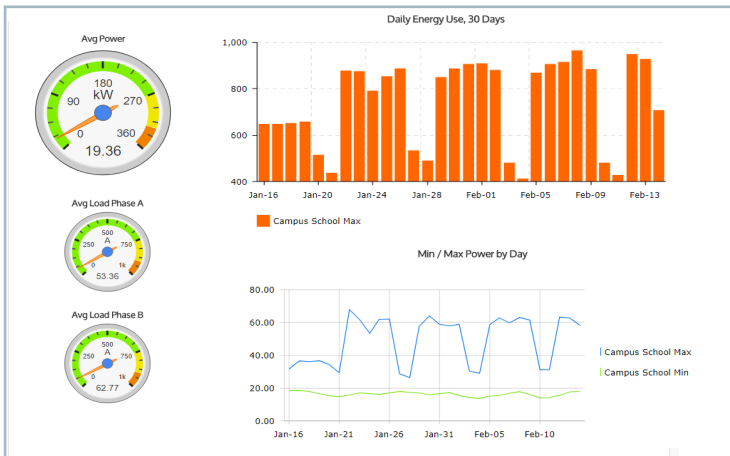 Avg Power
180
kW
90
270
0
360
19.36
Avg Load Phase A
500
A
250
750
0
1k
53.36
Avg Load Phase B
500
A
250
750
0
1k
62.77
Daily Energy Use, 30 Days
1,000
800
600
400
Jan-16 Jan-20 Jan-24 Jan-28 Feb-01 Feb-05 Feb-09 Feb-13
Campus School Max
Min / Max Power by Day
80.00
60.00
40.00
20.00
0.00
Jan-16 Jan-21 Jan-26 Jan-31 Feb-05 Feb-10
Campus School Max
Campus School Min